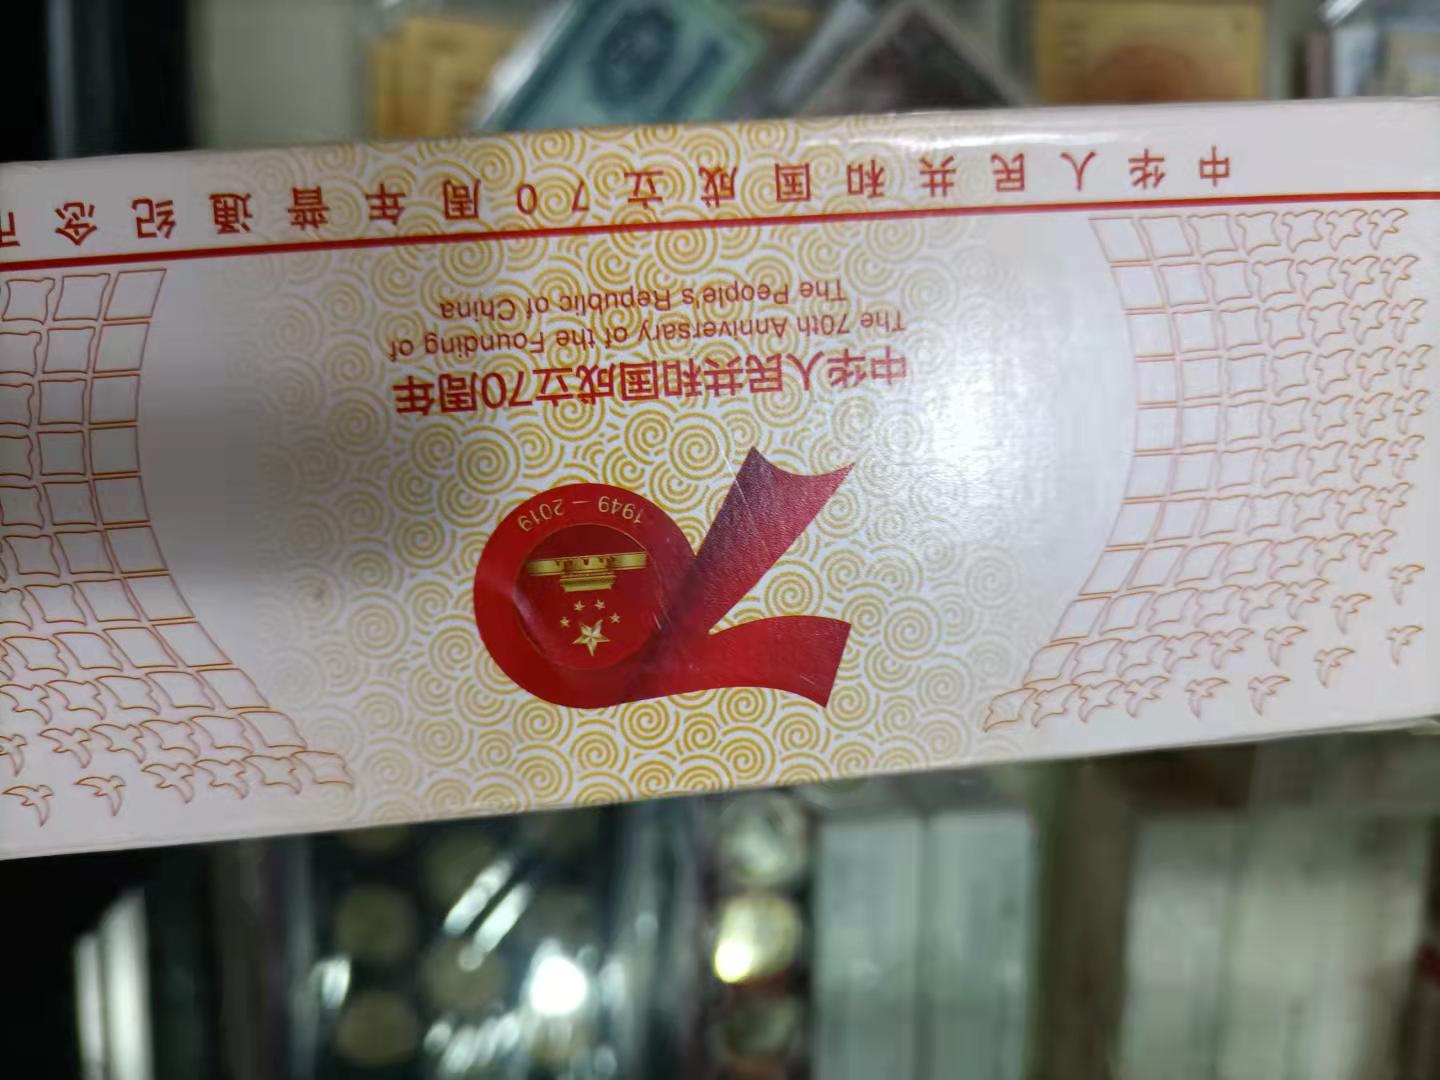 1949 — 2019
中华人民共和国成立70周年
The 70th Anniversary of the Founding of
The People's Republic of China
中华人民共和国成立70周年普通纪念币